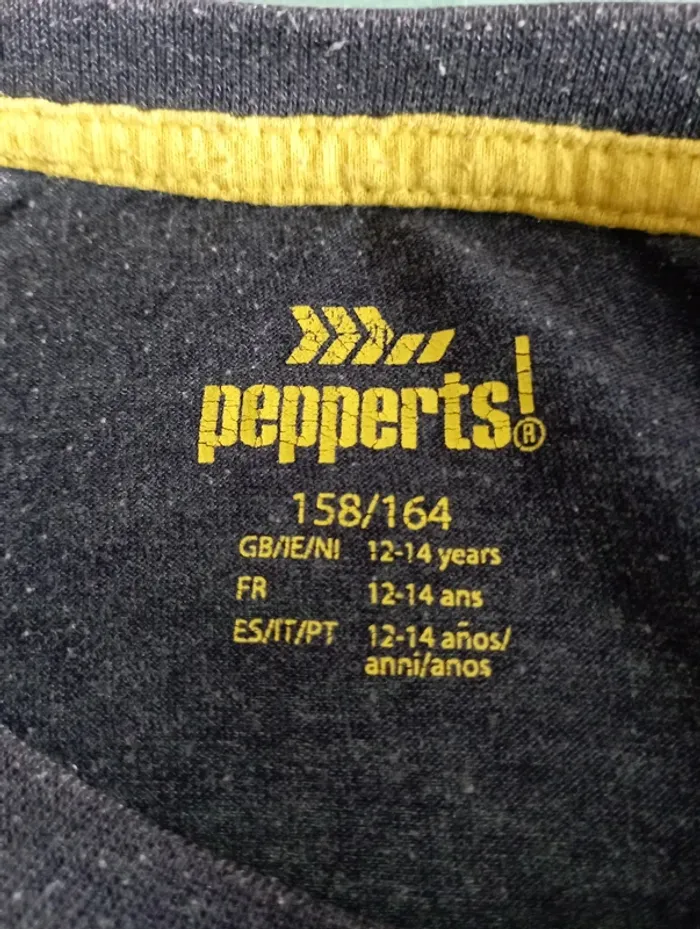 pepperts!®
158/164
GB/IE/NI 12-14 years
FR 12-14 ans
ES/IT/PT 12-14 años/
anni/anos